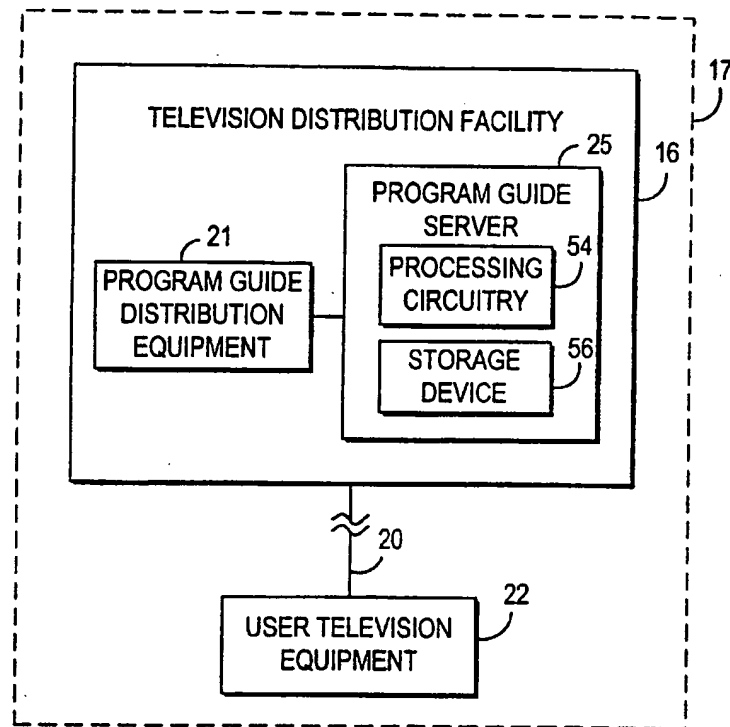 17
TELEVISION DISTRIBUTION FACILITY
16
25
PROGRAM GUIDE
SERVER
21
PROGRAM GUIDE
DISTRIBUTION
EQUIPMENT
54
PROCESSING
CIRCUITRY
56
STORAGE
DEVICE
20
22
USER TELEVISION
EQUIPMENT